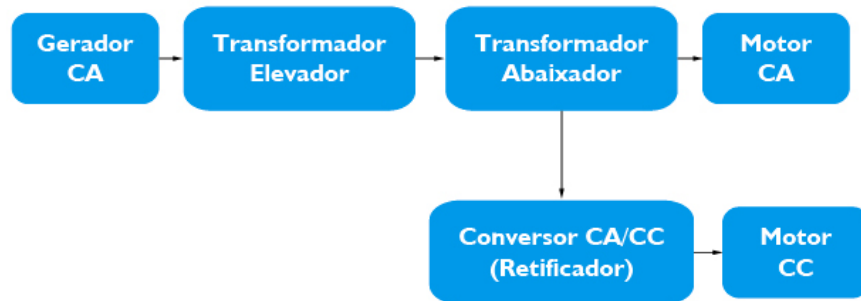 Gerador
CA
Transformador
Elevador
Transformador
Abaixador
Motor
CA
Conversor CA/CC
(Retificador)
Motor
CC